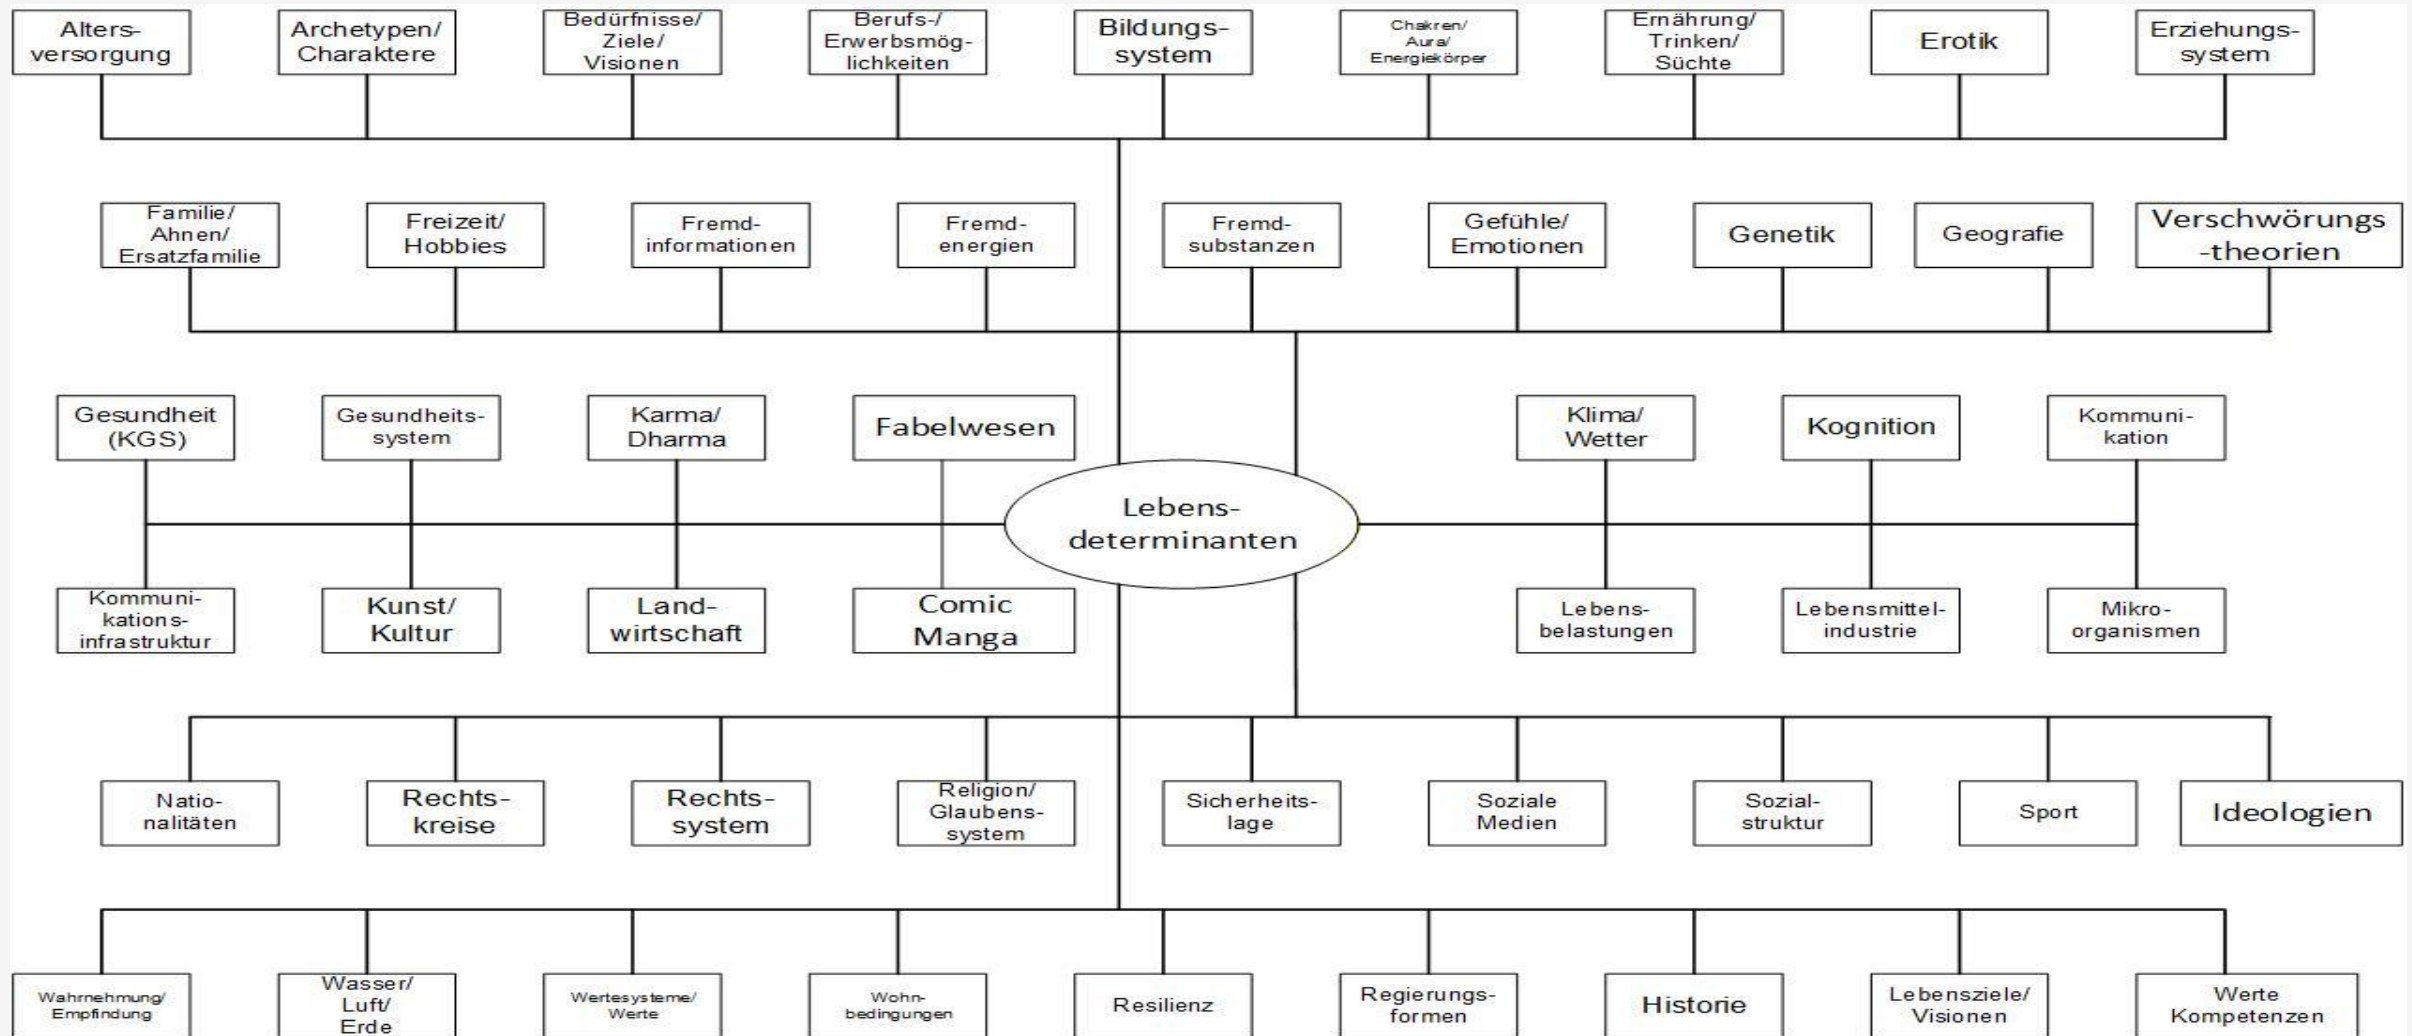 Alters-
versorgung
Archetypen/
Charaktere
Bedürfnisse/
Ziele/
Visionen
Berufs-/
Erwerbsmög-
lichkeiten
Bildungs-
system
Chakren/
Aura/
Energiekörper
Ernährung/
Trinken/
Süchte
Erotik
Erziehungs-
system
Familie/
Ahnen/
Ersatzfamilie
Freizeit/
Hobbies
Fremd-
informationen
Fremd-
energien
Fremd-
substanzen
Gefühle/
Emotionen
Genetik
Geografie
Verschwörungs
-theorien
Gesundheit
(KGS)
Gesundheits-
system
Karma/
Dharma
Fabelwesen
Klima/
Wetter
Kognition
Kommuni-
kation
Lebens-
determinanten
Kommuni-
kations-
infrastruktur
Kunst/
Kultur
Land-
wirtschaft
Comic
Manga
Lebens-
belastungen
Lebensmittel-
industrie
Mikro-
organismen
Natio-
nalitäten
Rechts-
kreise
Rechts-
system
Religion/
Glaubens-
system
Sicherheits-
lage
Soziale
Medien
Sozial-
struktur
Sport
Ideologien
Wahrnehmung/
Empfindung
Wasser/
Luft/
Erde
Wertesysteme/
Werte
Wohn-
bedingungen
Resilienz
Regierungs-
formen
Historie
Lebensziele/
Visionen
Werte
Kompetenzen